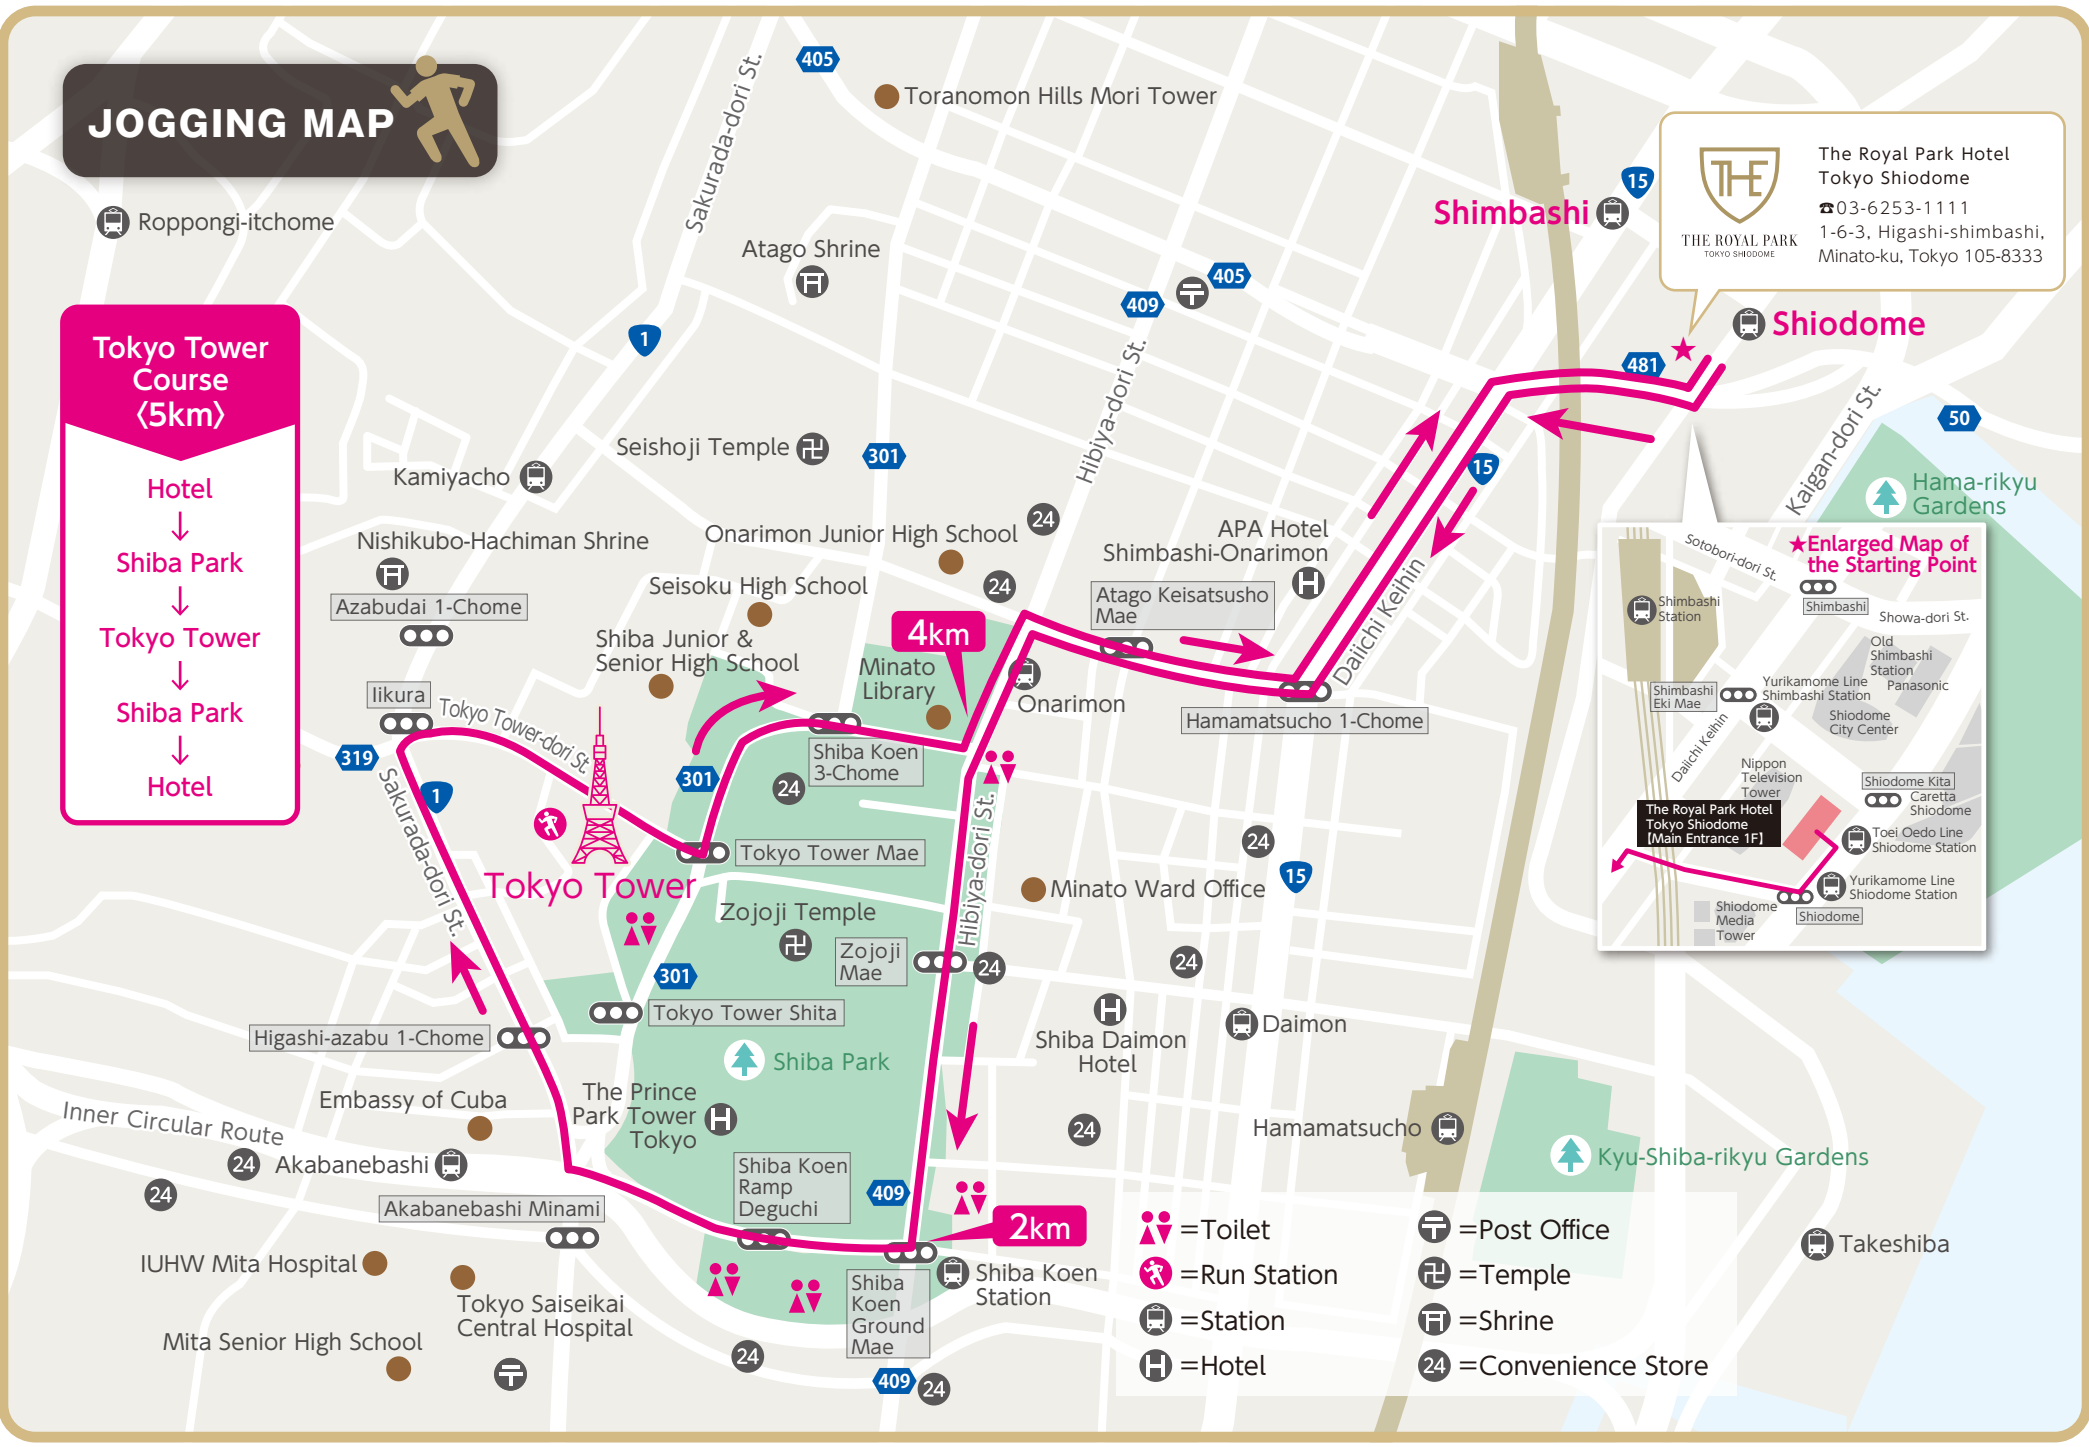 JOGGING MAP
405
Toranomon Hills Mori Tower
Sakurada-dori St.
Roppongi-itchome
Atago Shrine
15
Shimbashi
THE
THE ROYAL PARK
TOKYO SHIODOME
The Royal Park Hotel
Tokyo Shiodome
☎03-6253-1111
1-6-3, Higashi-shimbashi,
Minato-ku, Tokyo 105-8333
405
409
1
Shiodome
481
Tokyo Tower
Course
〈5km〉
Hotel
↓
Shiba Park
↓
Tokyo Tower
↓
Shiba Park
↓
Hotel
Hibiya-dori St.
Kaigan-dori St.
50
Seishoji Temple
卍
301
Kamiyacho
15
Hama-rikyu
Gardens
24
Onarimon Junior High School
APA Hotel
Shimbashi-Onarimon
H
Nishikubo-Hachiman Shrine
Seisoku High School
24
Azabudai 1-Chome
Atago Keisatsusho
Mae
Daiichi Keihin
4km
Shiba Junior &
Senior High School
Minato
Library
Onarimon
Hamamatsucho 1-Chome
Iikura
Tokyo Tower-dori St.
319
Sakurada-dori St.
1
301
Shiba Koen
3-Chome
24
Tokyo Tower Mae
Tokyo Tower
Hibiya-dori St.
24
15
Minato Ward Office
Zojoji Temple
卍
Zojoji
Mae
24
24
301
Tokyo Tower Shita
Higashi-azabu 1-Chome
H
Shiba Daimon
Hotel
Daimon
Shiba Park
The Prince
Park Tower
Tokyo
H
Embassy of Cuba
Inner Circular Route
24
Akabanebashi
24
24
Hamamatsucho
Kyu-Shiba-rikyu Gardens
Shiba Koen
Ramp
Deguchi
409
Akabanebashi Minami
2km
IUHW Mita Hospital
Tokyo Saiseikai
Central Hospital
Mita Senior High School
〒
24
Shiba
Koen
Ground
Mae
Shiba Koen
Station
409
24
Takeshiba
★Enlarged Map of
the Starting Point
Sotobori-dori St.
Shimbashi
Shimbashi
Station
Showa-dori St.
Old
Shimbashi
Station
Panasonic
Shimbashi
Eki Mae
Yurikamome Line
Shimbashi Station
Shiodome
City Center
Daiichi Keihin
Nippon
Television
Tower
Shiodome Kita
Caretta
Shiodome
The Royal Park Hotel
Tokyo Shiodome
[Main Entrance 1F]
Toei Oedo Line
Shiodome Station
Yurikamome Line
Shiodome Station
Shiodome
Media
Tower
Shiodome
=Toilet
=Run Station
=Station
H =Hotel
〒 =Post Office
卍 =Temple
=Shrine
24 =Convenience Store